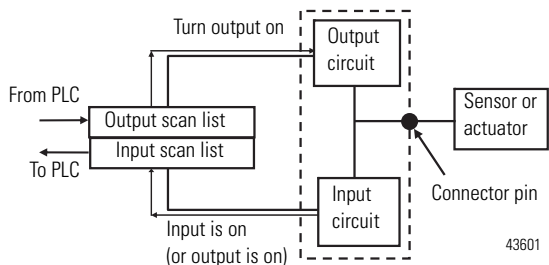 Turn output on
Output
circuit
From PLC
Output scan list
Input scan list
To PLC
Sensor or
actuator
Input
circuit
Connector pin
Input is on
(or output is on)
43601